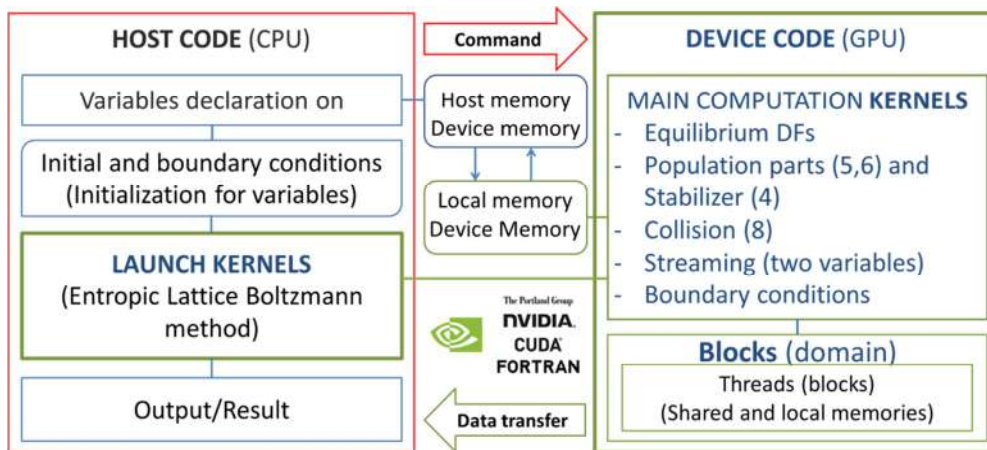 HOST CODE (CPU)
Variables declaration on
Initial and boundary conditions
(Initialization for variables)
LAUNCH KERNELS
(Entropic Lattice Boltzmann
method)
Output/Result
Command
Host memory
Device memory
Local memory
Device Memory
The Portland Group
NVIDIA.
CUDA
FORTRAN
Data transfer
DEVICE CODE (GPU)
MAIN COMPUTATION KERNELS
- Equilibrium DFs
- Population parts (5,6) and
Stabilizer (4)
- Collision (8)
- Streaming (two variables)
- Boundary conditions
Blocks (domain)
Threads (blocks)
(Shared and local memories)